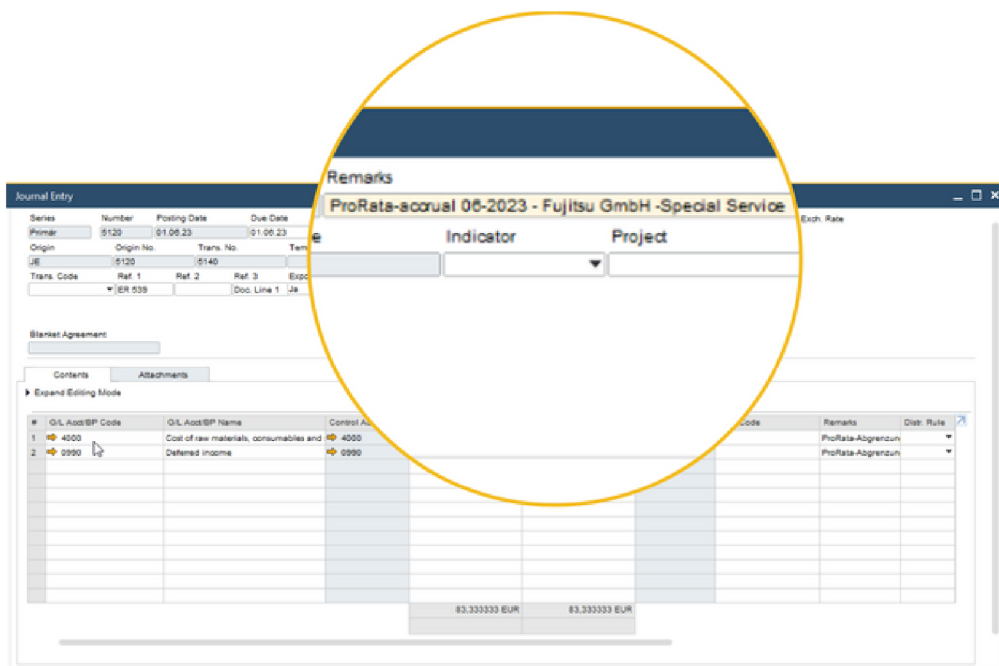 Remarks
ProRata-accrual 06-2023 - Fujitsu GmbH -Special Service
e Indicator Project
Journal Entry
Series Number Posting Date Due Date Exch. Rate
Primär 5120 01.06.23 01.06.23
Origin Origin No. Trans. No. Tem
JE 5120 5140
Trans. Code Ref. 1 Ref. 2 Ref. 3 Expo
ER 539 Doc. Line 1 Ja
Blanket Agreement
Contents Attachments
Expand Editing Mode
# G/L Acct/BP Code G/L Acct/BP Name Control Ac Code Remarks Distr. Rule
1 4000 Cost of raw materials, consumables and 4000 ProRata-Abgrenzun
2 0990 Deferred income 0990 ProRata-Abgrenzun
83,333333 EUR 83,333333 EUR